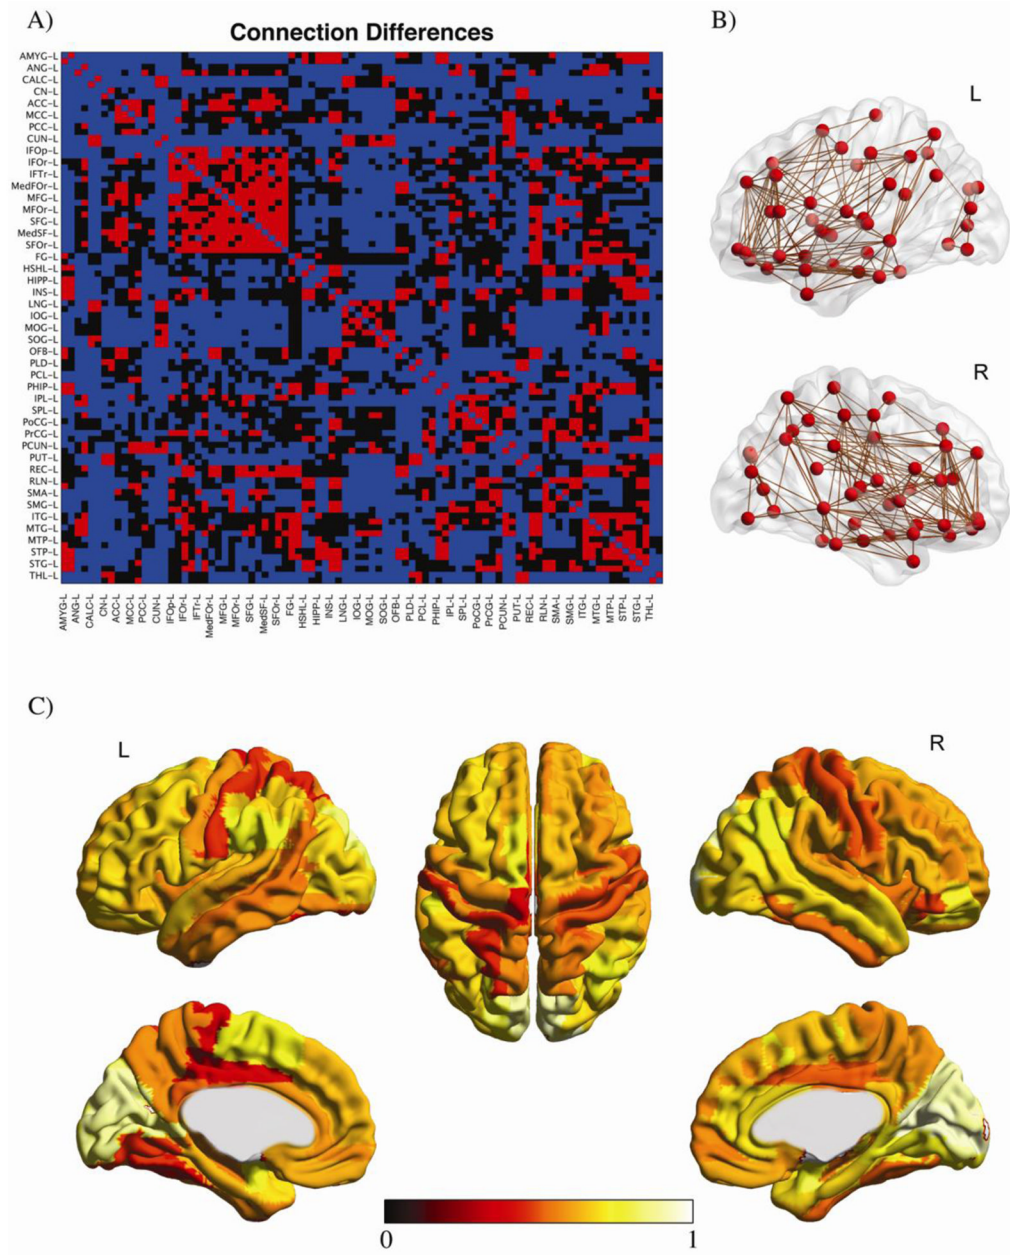 A)
Connection Differences
AMYG-L
ANG-L
CALC-L
CN-L
ACC-L
MCC-L
PCC-L
CUN-L
IFOp-L
IFOr-L
IFTr-L
MedFOr-L
MFG-L
MFOr-L
SFG-L
MedSF-L
SFOr-L
FG-L
HSHL-L
HIPP-L
INS-L
LNG-L
IOG-L
MOG-L
SOG-L
OFB-L
PLD-L
PCL-L
PHIP-L
IPL-L
SPL-L
PoCG-L
PrCG-L
PCUN-L
PUT-L
REC-L
RLN-L
SMA-L
SMG-L
ITG-L
MTG-L
MTP-L
STP-L
STG-L
THL-L
AMYG-L
ANG-L
CALC-L
CN-L
ACC-L
MCC-L
PCC-L
CUN-L
IFOp-L
IFOr-L
IFTr-L
MedFOr-L
MFG-L
MFOr-L
SFG-L
MedSF-L
SFOr-L
FG-L
HSHL-L
HIPP-L
INS-L
LNG-L
IOG-L
MOG-L
SOG-L
OFB-L
PLD-L
PCL-L
PHIP-L
IPL-L
SPL-L
PoCG-L
PrCG-L
PCUN-L
PUT-L
REC-L
RLN-L
SMA-L
SMG-L
ITG-L
MTG-L
MTP-L
STP-L
STG-L
THL-L
B)
L
R
C)
L
R
0
1